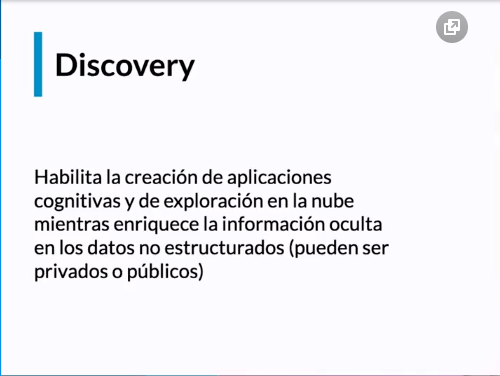 Discovery
Habilita la creación de aplicaciones
cognitivas y de exploración en la nube
mientras enriquece la información oculta
en los datos no estructurados (pueden ser
privados o públicos)